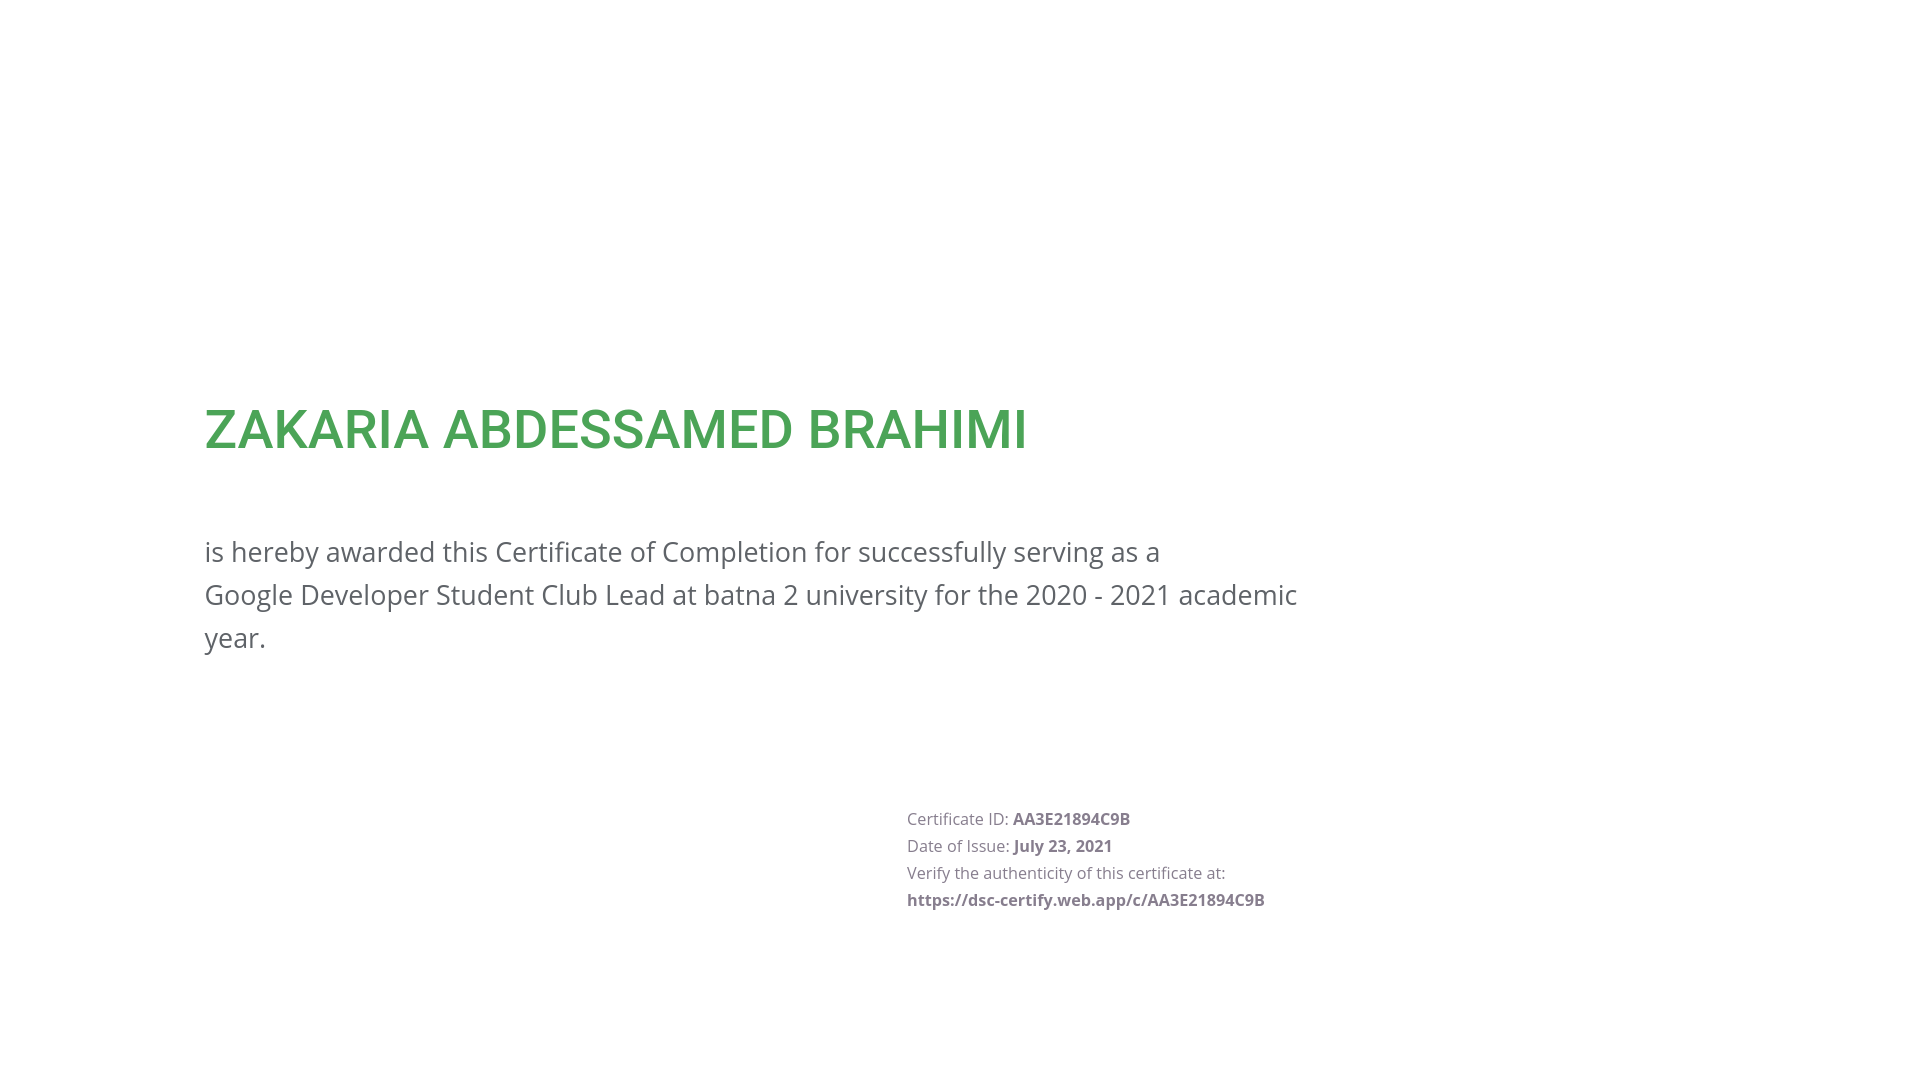 ZAKARIA ABDESSAMED BRAHIMI
is hereby awarded this Certificate of Completion for successfully serving as a
Google Developer Student Club Lead at batna 2 university for the 2020 - 2021 academic
year.
Certificate ID: AA3E21894C9B
Date of Issue: July 23, 2021
Verify the authenticity of this certificate at:
https://dsc-certify.web.app/c/AA3E21894C9B